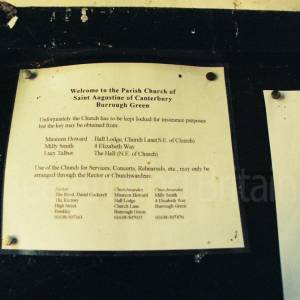 Welcome to the Parish Church of
Saint Augustine of Canterbury
Burrough Green
Unfortunately the Church has to be kept locked for insurance purposes
but the key may be obtained from:
Maureen Howard Hall Lodge, Church Lane(N.E. of Church)
Milly Smith 4 Elizabeth Way
Lucy Talbot The Hall (N.E. of Church)
Use of the Church for Services, Concerts, Rehearsals, etc., may only be
arranged through the Rector or Churchwardens.
Rector Churchwarden Churchwarden
The Revd. David Cockerell Maureen Howard Milly Smith
The Rectory Hall Lodge 4 Elizabeth Way
High Street Church Lane Burrough Green
Burrough Green